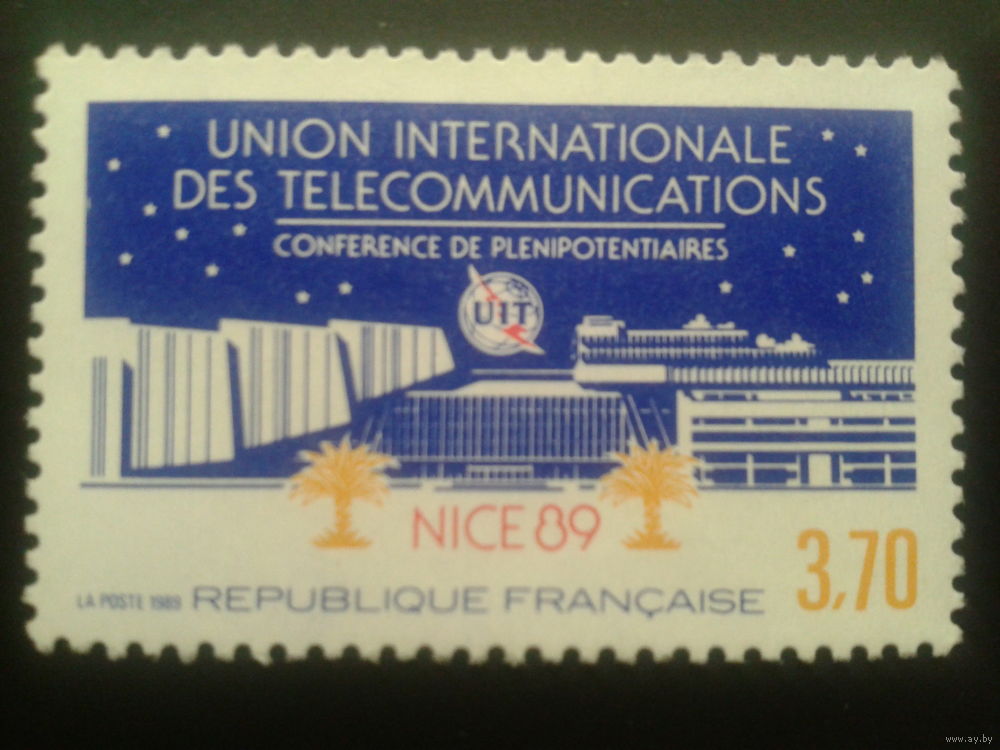 UNION INTERNATIONALE
DES TELECOMMUNICATIONS
CONFERENCE DE PLENIPOTENTIAIRES
UIT
NICE 89
3,70
LA POSTE 1989 REPUBLIQUE FRANÇAISE
www.ay.by